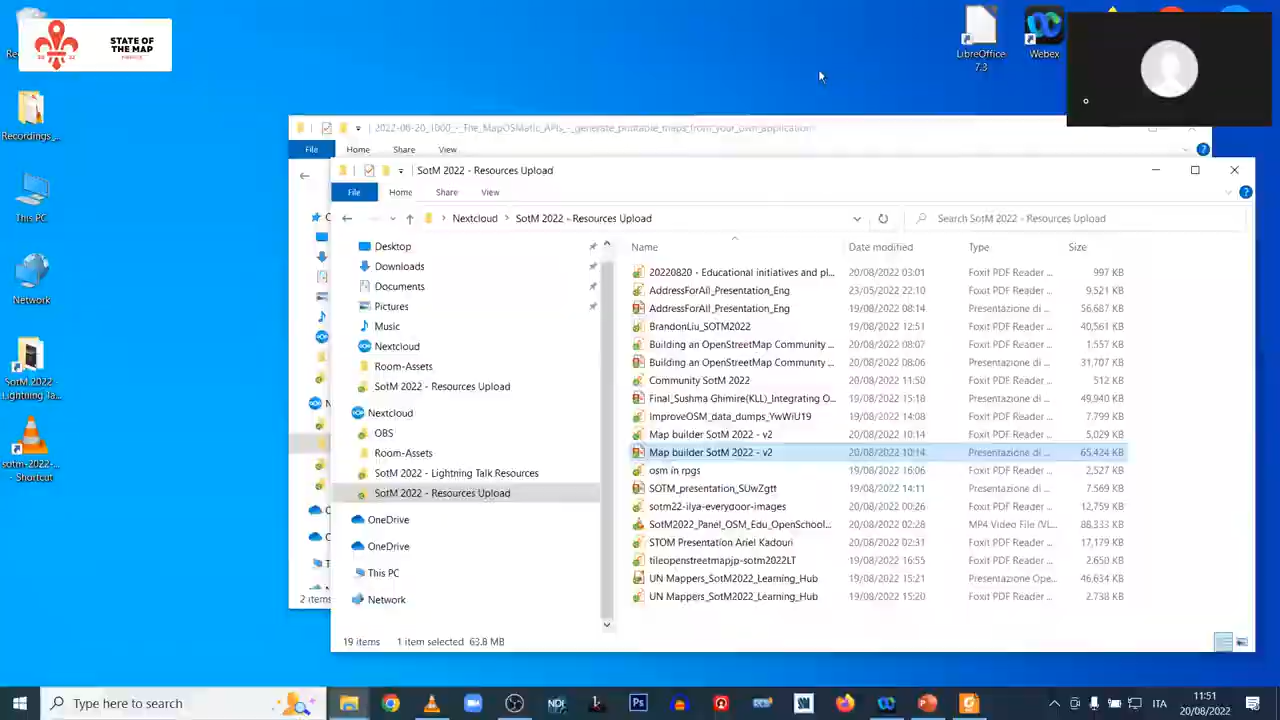 STATE OF
THE MAP
LibreOffice
7.3
Webex
Recordings_...
This PC
Network
SotM 2022 -
Lightning Ta...
sotm-2022-...
- Shortcut
2022-08-20_1000_-_The_MapOSMatic_APIs_-_generate_printable_maps_from_your_own_application
File
Home
Share
View
2 items
SotM 2022 - Resources Upload
File
Home
Share
View
Nextcloud
SotM 2022 - Resources Upload
Search SotM 2022 - Resources Upload
Desktop
Downloads
Documents
Pictures
Music
Nextcloud
Room-Assets
SotM 2022 - Resources Upload
Nextcloud
OBS
Room-Assets
SotM 2022 - Lightning Talk Resources
SotM 2022 - Resources Upload
OneDrive
OneDrive
This PC
Network
Name Date modified Type Size
20220820 - Educational initiatives and pl... 20/08/2022 03:01 Foxit PDF Reader ... 997 KB
AddressForAll_Presentation_Eng 23/05/2022 22:10 Foxit PDF Reader ... 9,521 KB
AddressForAll_Presentation_Eng 19/08/2022 08:14 Presentazione di ... 56,687 KB
BrandonLiu_SOTM2022 19/08/2022 12:51 Foxit PDF Reader ... 40,561 KB
Building an OpenStreetMap Community ... 20/08/2022 08:07 Foxit PDF Reader ... 1,557 KB
Building an OpenStreetMap Community ... 20/08/2022 08:06 Presentazione di ... 31,707 KB
Community SotM 2022 20/08/2022 11:50 Foxit PDF Reader ... 512 KB
Final_Sushma Ghimire(KLL)_Integrating O... 19/08/2022 15:18 Presentazione di ... 49,940 KB
ImproveOSM_data_dumps_YwWiU19 19/08/2022 14:08 Foxit PDF Reader ... 7,799 KB
Map builder SotM 2022 - v2 20/08/2022 10:14 Foxit PDF Reader ... 5,029 KB
Map builder SotM 2022 - v2 20/08/2022 10:14 Presentazione di ... 65,424 KB
osm in rpgs 19/08/2022 16:06 Foxit PDF Reader ... 2,527 KB
SOTM_presentation_SUwZgtt 19/08/2022 14:11 Presentazione di ... 7,569 KB
sotm22-ilya-everydoor-images 20/08/2022 00:26 Foxit PDF Reader ... 12,759 KB
SotM2022_Panel_OSM_Edu_OpenSchool... 20/08/2022 02:28 MP4 Video File (VL... 88,333 KB
STOM Presentation Ariel Kadouri 20/08/2022 02:31 Foxit PDF Reader ... 17,179 KB
tileopenstreetmapjp-sotm2022LT 19/08/2022 16:55 Foxit PDF Reader ... 2,650 KB
UN Mappers_SotM2022_Learning_Hub 19/08/2022 15:21 Presentazione Ope... 46,634 KB
UN Mappers_SotM2022_Learning_Hub 19/08/2022 15:20 Foxit PDF Reader ... 2,738 KB
19 items 1 item selected 63.8 MB
Type here to search
Ps
ITA
11:51
20/08/2022